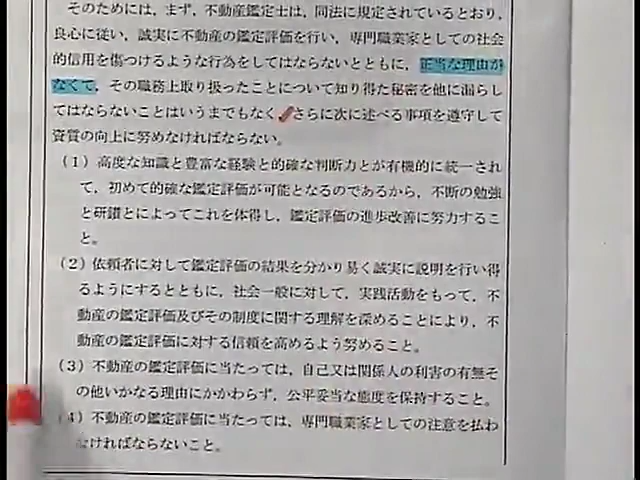 そのためには，まず，不動産鑑定士は，同法に規定されているとおり，
良心に従い，誠実に不動産の鑑定評価を行い，専門職業家としての社会
的信用を傷つけるような行為をしてはならないとともに，正当な理由が
なくて，その職務上取り扱ったことについて知り得た秘密を他に漏らし
てはならないことはいうまでもなく，さらに次に述べる事項を遵守して
資質の向上に努めなければならない。
（1）高度な知識と豊富な経験と的確な判断力とが有機的に統一され
て，初めて的確な鑑定評価が可能となるのであるから，不断の勉強
と研鑽とによってこれを体得し，鑑定評価の進歩改善に努力するこ
と。
（2）依頼者に対して鑑定評価の結果を分かり易く誠実に説明を行い得
るようにするとともに，社会一般に対して，実践活動をもって，不
動産の鑑定評価及びその制度に関する理解を深めることにより，不
動産の鑑定評価に対する信頼を高めるよう努めること。
（3）不動産の鑑定評価に当たっては，自己又は関係人の利害の有無そ
の他いかなる理由にかかわらず，公平妥当な態度を保持すること。
（4）不動産の鑑定評価に当たっては，専門職業家としての注意を払わ
なければならないこと。